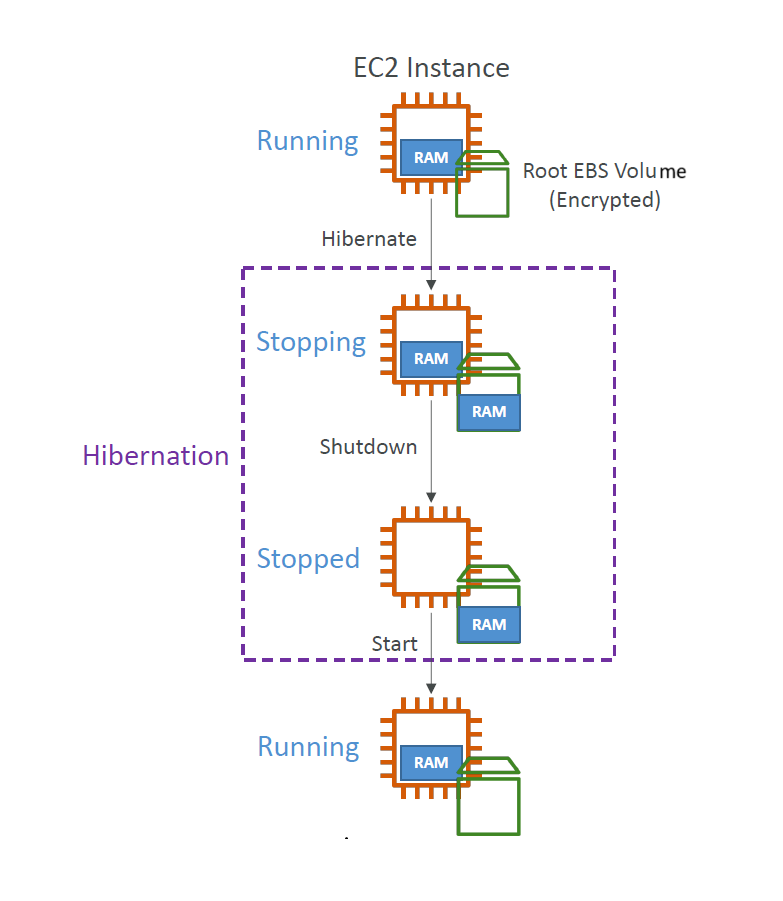 EC2 Instance
Running
RAM
Root EBS Volume
(Encrypted)
Hibernate
Stopping
RAM
RAM
Shutdown
Hibernation
Stopped
RAM
Start
Running
RAM
.